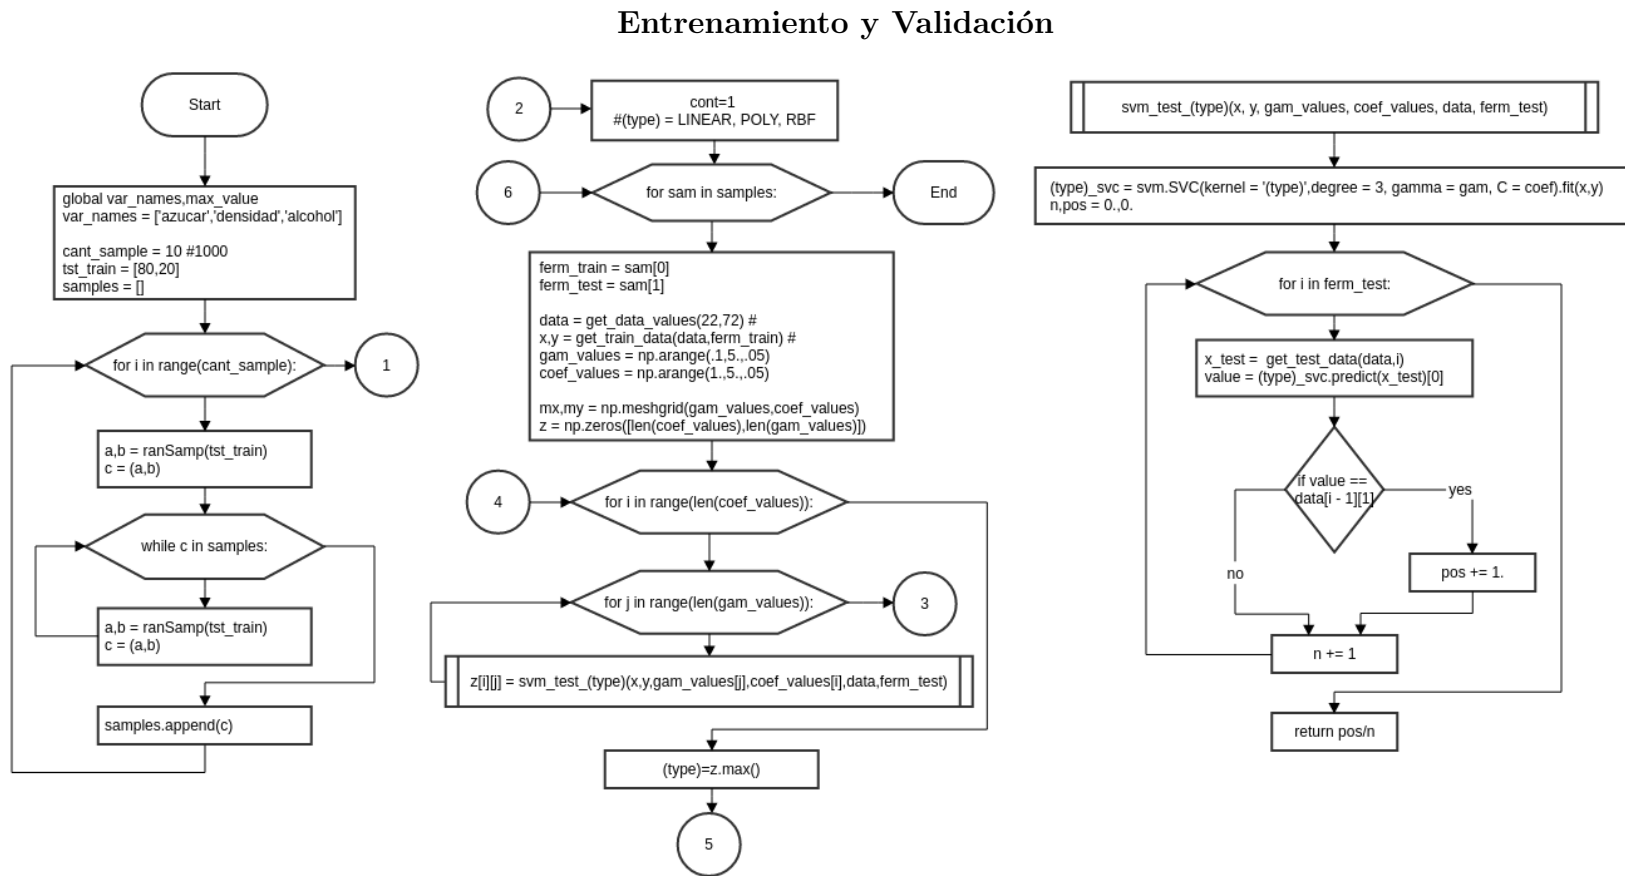 Entrenamiento y Validación
Start
global var_names,max_value
var_names = ['azucar','densidad','alcohol']
cant_sample = 10 #1000
tst_train = [80,20]
samples = []
for i in range(cant_sample):
1
a,b = ranSamp(tst_train)
c = (a,b)
while c in samples:
a,b = ranSamp(tst_train)
c = (a,b)
samples.append(c)
2
cont=1
#(type) = LINEAR, POLY, RBF
6
for sam in samples:
End
ferm_train = sam[0]
ferm_test = sam[1]
data = get_data_values(22,72) #
x,y = get_train_data(data,ferm_train) #
gam_values = np.arange(.1,5.,.05)
coef_values = np.arange(1.,5.,.05)
mx,my = np.meshgrid(gam_values,coef_values)
z = np.zeros([len(coef_values),len(gam_values)])
4
for i in range(len(coef_values)):
for j in range(len(gam_values)):
3
z[i][j] = svm_test_(type)(x,y,gam_values[j],coef_values[i],data,ferm_test)
(type)=z.max()
5
svm_test_(type)(x, y, gam_values, coef_values, data, ferm_test)
(type)_svc = svm.SVC(kernel = '(type)',degree = 3, gamma = gam, C = coef).fit(x,y)
n,pos = 0.,0.
for i in ferm_test:
x_test =  get_test_data(data,i)
value = (type)_svc.predict(x_test)[0]
if value ==
data[i - 1][1]
yes
no
pos += 1.
n += 1
return pos/n